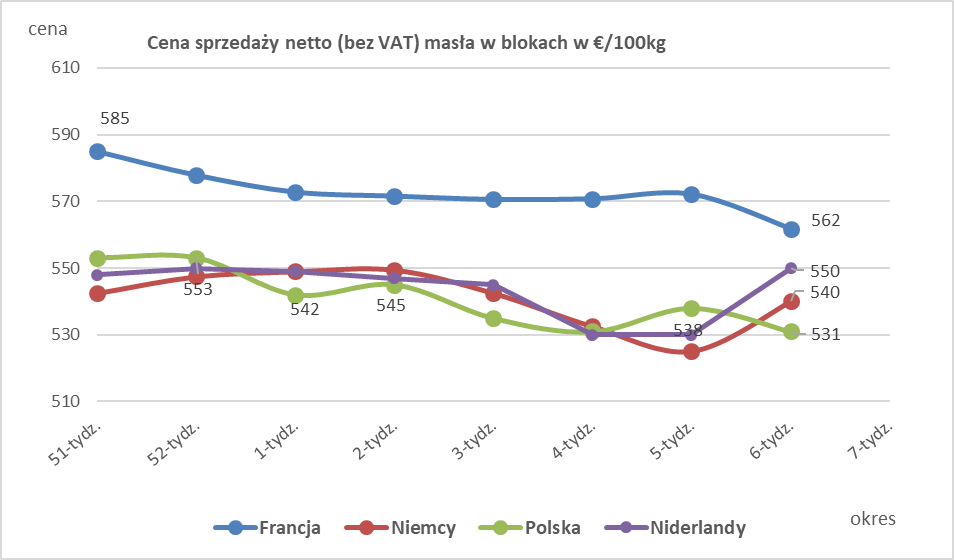 cena
Cena sprzedaży netto (bez VAT) masła w blokach w €/100kg
610
590
570
550
530
510
585
553
542
545
538
562
550
540
531
51-tydz.
52-tydz.
1-tydz.
2-tydz.
3-tydz.
4-tydz.
5-tydz.
6-tydz.
7-tydz.
okres
Francja Niemcy Polska Niderlandy